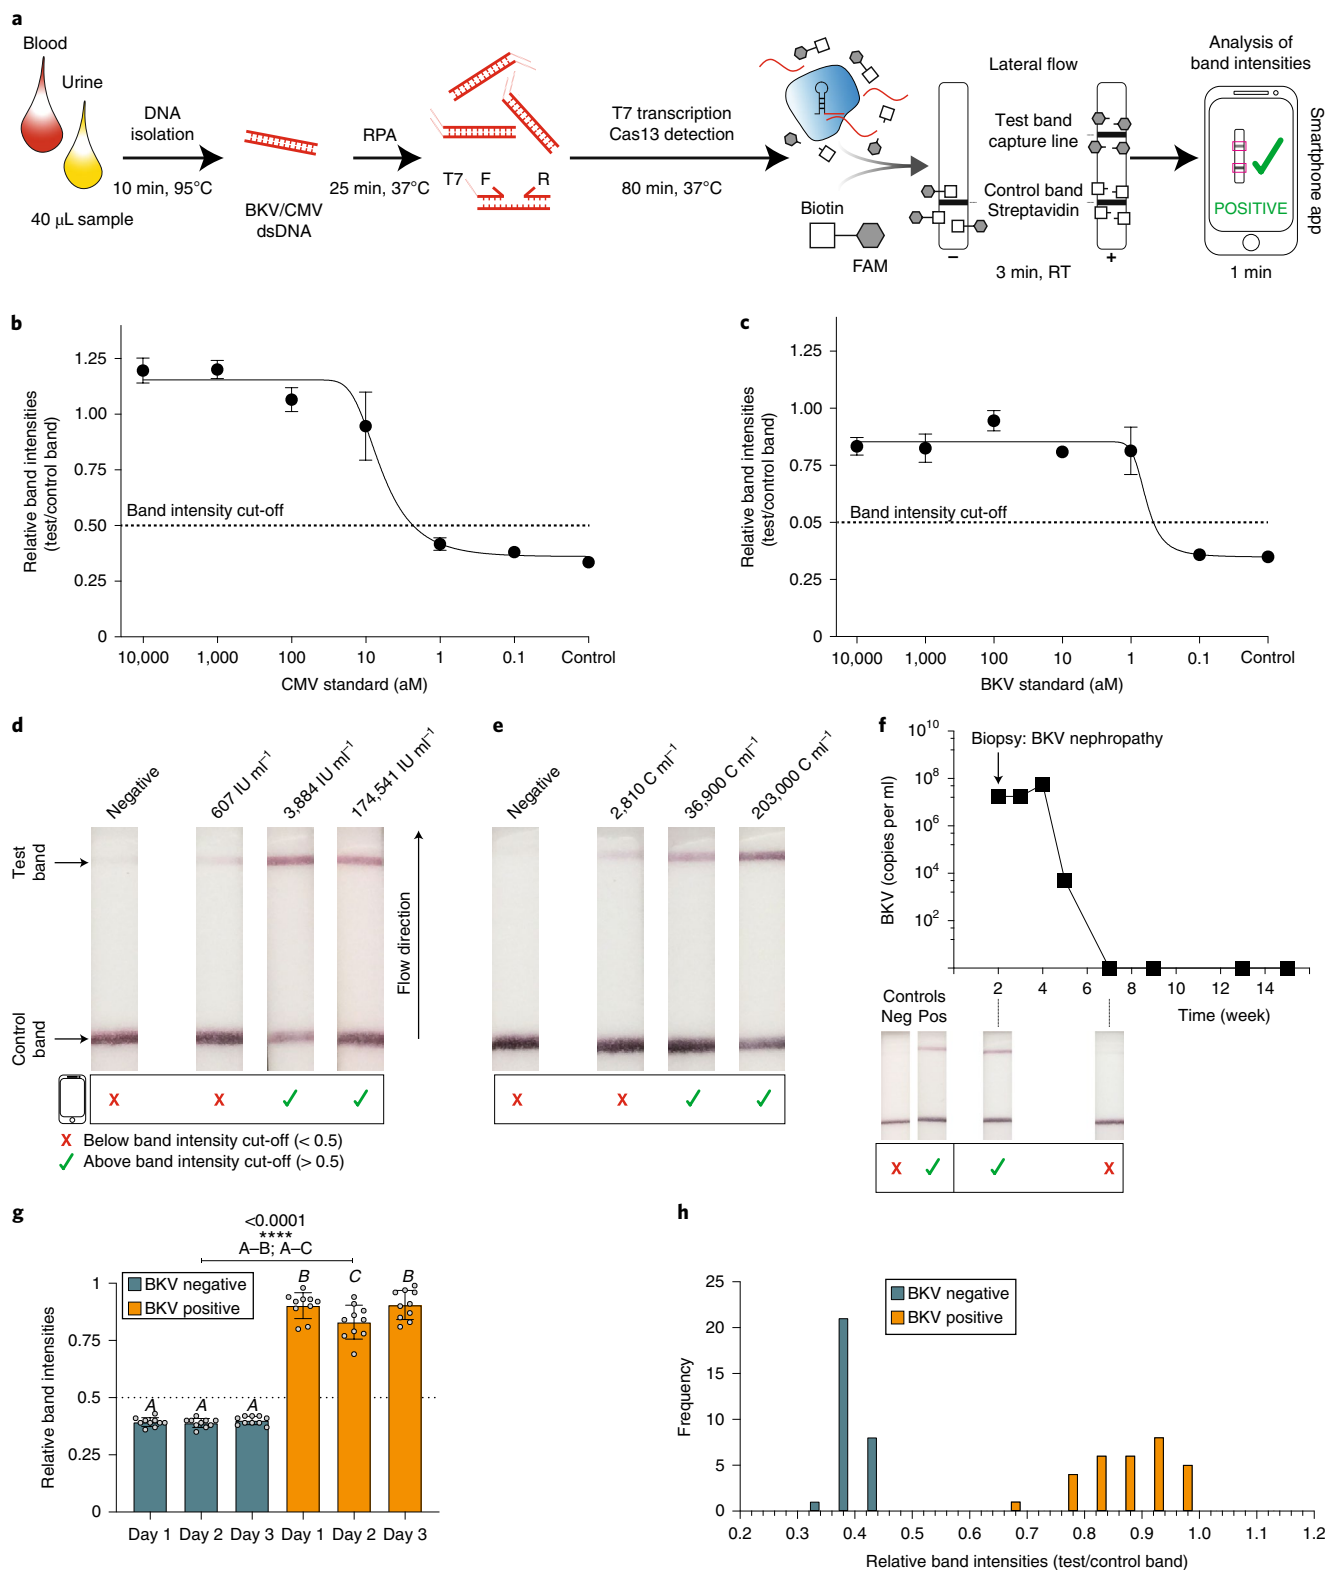 a
Blood
Urine
40 µL sample
DNA
isolation
10 min, 95°C
BKV/CMV
dsDNA
RPA
25 min, 37°C
T7 F R
T7 transcription
Cas13 detection
80 min, 37°C
Biotin
FAM
Lateral flow
Test band
capture line
Control band
Streptavidin
–
+
3 min, RT
Analysis of
band intensities
POSITIVE
Smartphone app
1 min
b
Relative band intensities
(test/control band)
1.25
1.00
0.75
0.50
0.25
0
Band intensity cut-off
10,000 1,000 100 10 1 0.1 Control
CMV standard (aM)
c
Relative band intensities
(test/control band)
1.25
1.00
0.75
0.05
0.25
0
Band intensity cut-off
10,000 1,000 100 10 1 0.1 Control
BKV standard (aM)
d
Negative
607 IU ml⁻¹
3,884 IU ml⁻¹
174,541 IU ml⁻¹
Test
band
Control
band
Flow direction
X X ✓ ✓
X Below band intensity cut-off (< 0.5)
✓ Above band intensity cut-off (> 0.5)
e
Negative
2,810 C ml⁻¹
36,900 C ml⁻¹
203,000 C ml⁻¹
X X ✓ ✓
f
BKV (copies per ml)
10¹⁰
10⁸
10⁶
10⁴
10²
Biopsy: BKV nephropathy
2 4 6 8 10 12 14
Time (week)
Controls
Neg Pos
X ✓ ✓ X
g
<0.0001
****
A–B; A–C
Relative band intensities
1
0.75
0.5
0.25
0
BKV negative
BKV positive
A A A B C B
Day 1 Day 2 Day 3 Day 1 Day 2 Day 3
h
Frequency
25
20
15
10
5
0
BKV negative
BKV positive
0.2 0.3 0.4 0.5 0.6 0.7 0.8 0.9 1.0 1.1 1.2
Relative band intensities (test/control band)